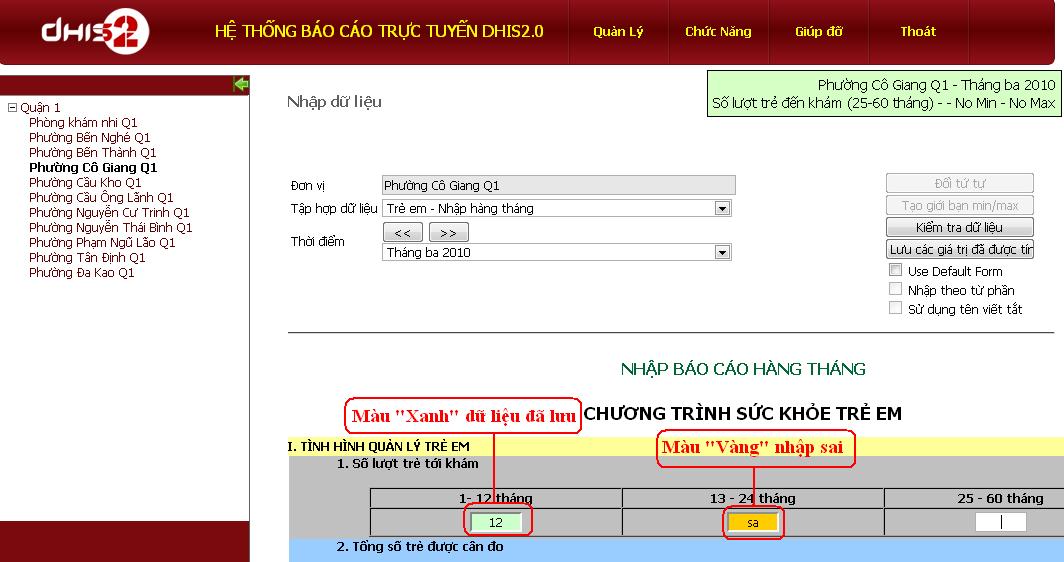 DHIS2
HỆ THỐNG BÁO CÁO TRỰC TUYẾN DHIS2.0
Quản Lý
Chức Năng
Giúp đỡ
Thoát
Phường Cô Giang Q1 - Tháng ba 2010
Số lượt trẻ đến khám (25-60 tháng) - - No Min - No Max
Quận 1
Phòng khám nhi Q1
Phường Bến Nghé Q1
Phường Bến Thành Q1
Phường Cô Giang Q1
Phường Cầu Kho Q1
Phường Cầu Ông Lãnh Q1
Phường Nguyễn Cư Trinh Q1
Phường Nguyễn Thái Bình Q1
Phường Phạm Ngũ Lão Q1
Phường Tân Định Q1
Phường Đa Kao Q1
Nhập dữ liệu
Đơn vị
Phường Cô Giang Q1
Tập hợp dữ liệu
Trẻ em - Nhập hàng tháng
Thời điểm
<<
>>
Tháng ba 2010
Đổi tứ tự
Tạo giới bạn min/max
Kiểm tra dữ liệu
Lưu các giá trị đã được tír
Use Default Form
Nhập theo từ phần
Sử dụng tên viết tắt
NHẬP BÁO CÁO HÀNG THÁNG
Màu "Xanh" dữ liệu đã lưu
CHƯƠNG TRÌNH SỨC KHỎE TRẺ EM
Màu "Vàng" nhập sai
I. TÌNH HÌNH QUẢN LÝ TRẺ EM
1. Số lượt trẻ tới khám
1- 12 tháng
13 - 24 tháng
25 - 60 tháng
12
sa
2. Tổng số trẻ được cân đo